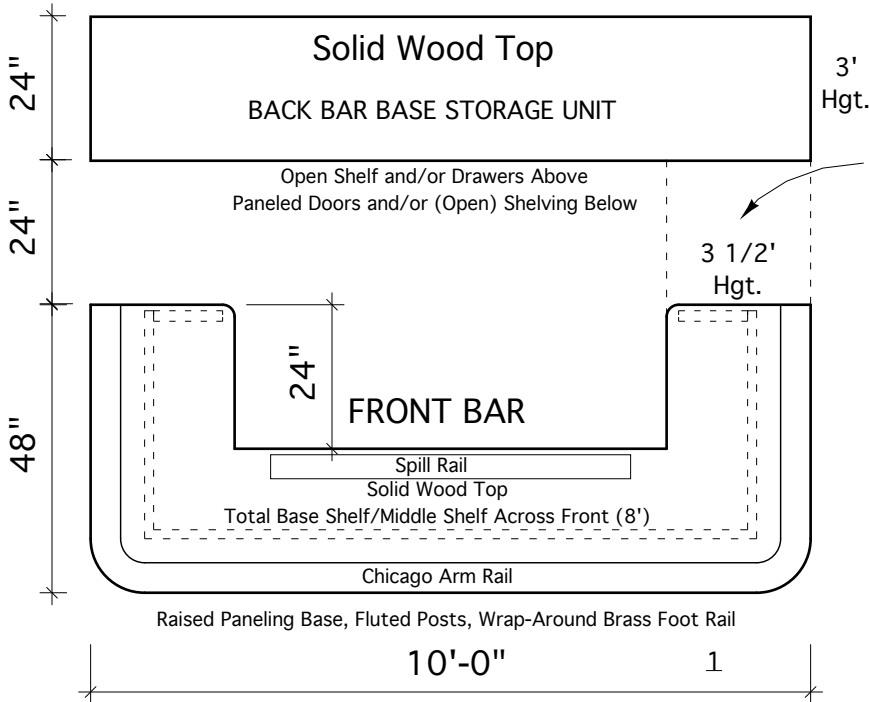 Solid Wood Top
BACK BAR BASE STORAGE UNIT
24"
3'
Hgt.
Open Shelf and/or Drawers Above
Paneled Doors and/or (Open) Shelving Below
24"
3 1/2'
Hgt.
24"
FRONT BAR
48"
Spill Rail
Solid Wood Top
Total Base Shelf/Middle Shelf Across Front (8')
Chicago Arm Rail
Raised Paneling Base, Fluted Posts, Wrap-Around Brass Foot Rail
10'-0"
1